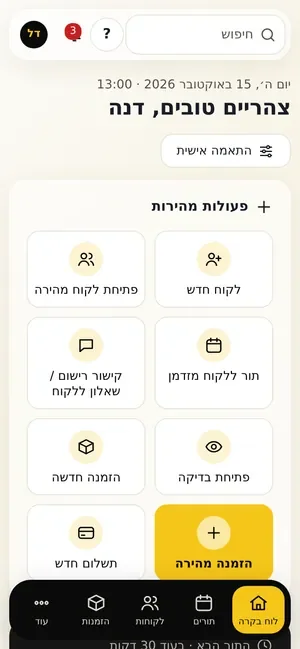 חיפוש
?
3
דל
יום ה׳, 15 באוקטובר 2026 · 13:00
צהריים טובים, דנה
התאמה אישית
פעולות מהירות
לקוח חדש
פתיחת לקוח מהירה
תור ללקוח מזדמן
קישור רישום /
שאלון ללקוח
פתיחת בדיקה
הזמנה חדשה
הזמנה מהירה
תשלום חדש
לוח בקרה
תורים
לקוחות
הזמנות
עוד
התור הבא · בעוד 30 דקות